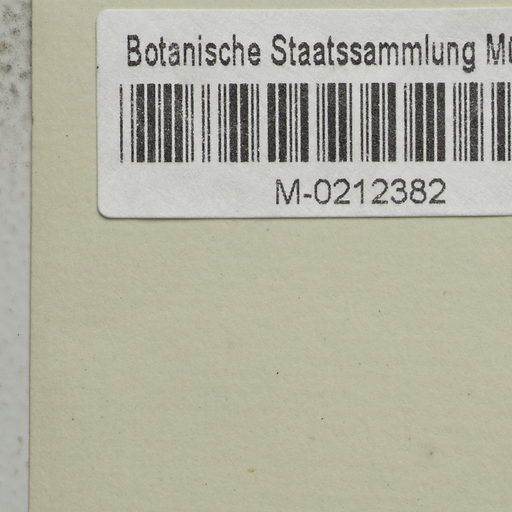 Botanische Staatssammlung Mü
M-0212382